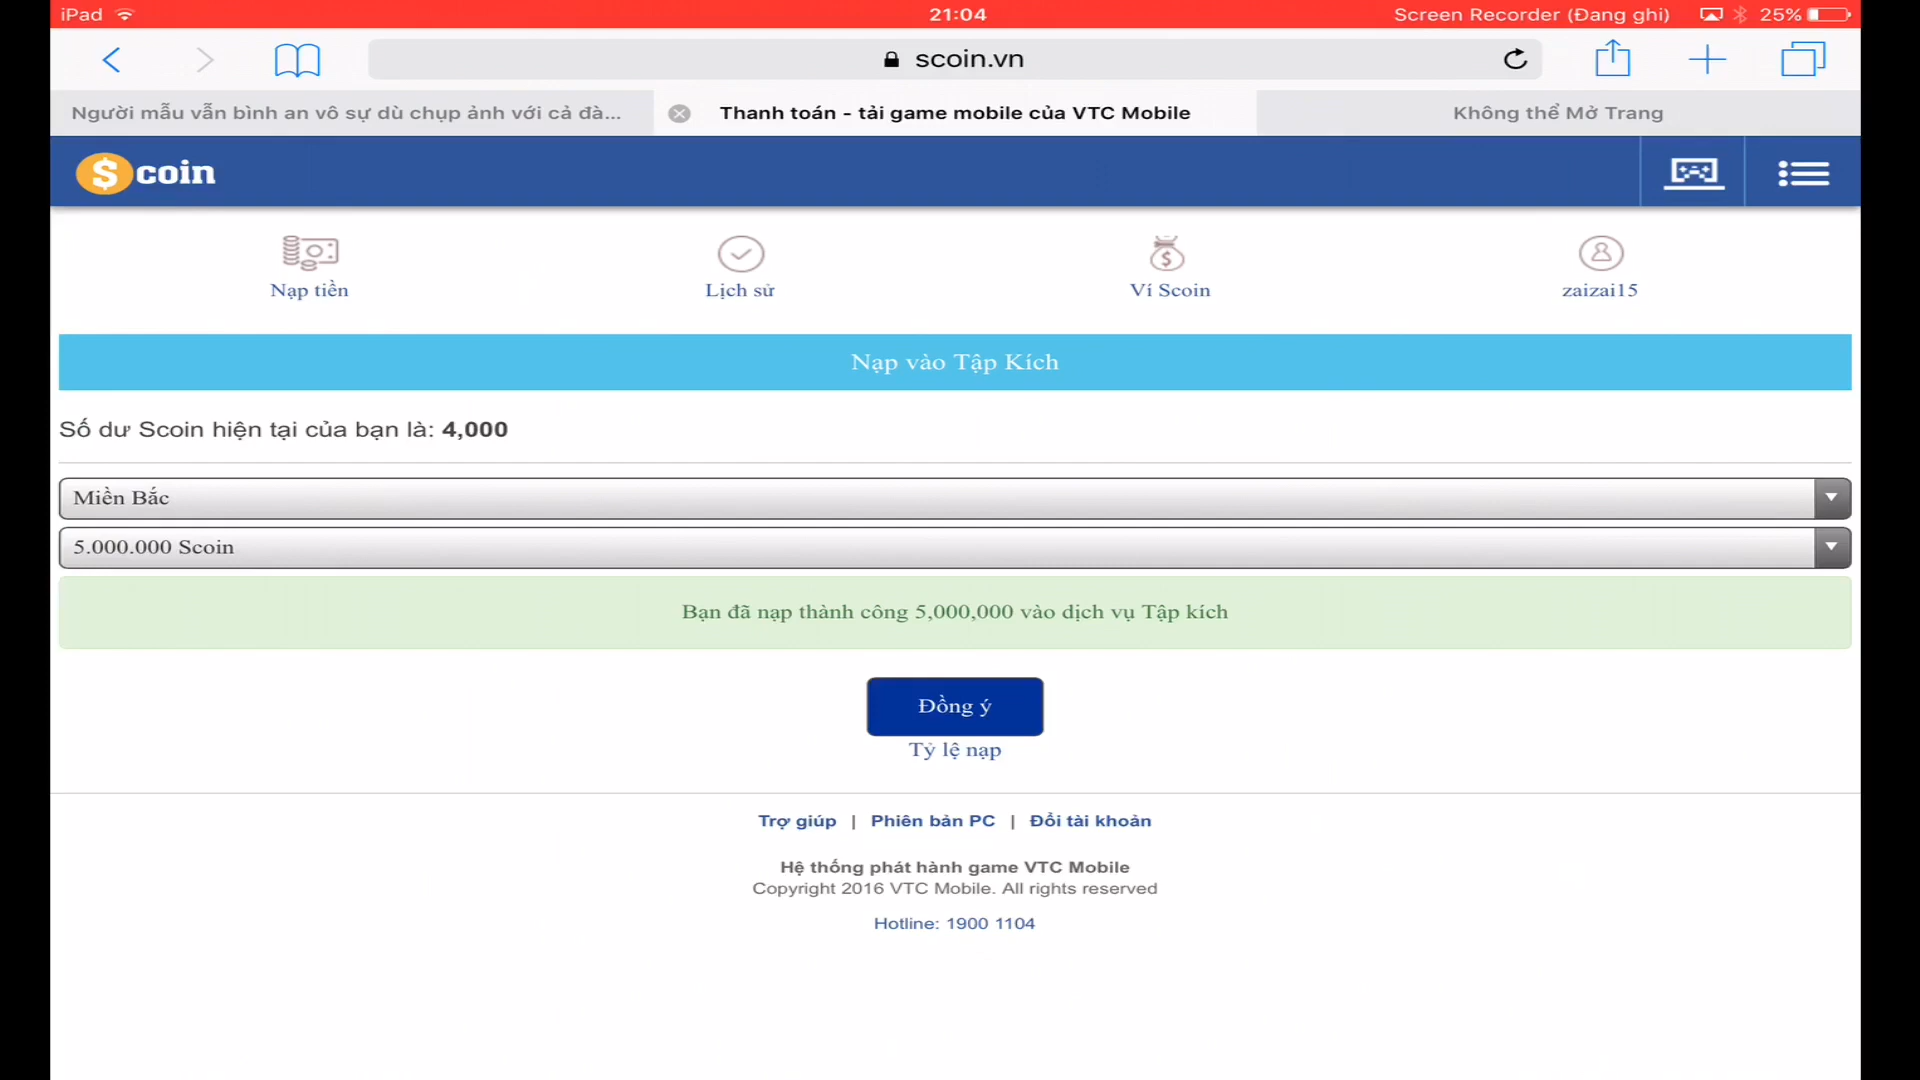 iPad 21:04 Screen Recorder (Đang ghi) 25%
scoin.vn
Người mẫu vẫn bình an vô sự dù chụp ảnh với cả đà... Thanh toán - tải game mobile của VTC Mobile Không thể Mở Trang
$coin
Nạp tiền Lịch sử Ví Scoin zaizai15
Nạp vào Tập Kích
Số dư Scoin hiện tại của bạn là: 4,000
Miền Bắc
5.000.000 Scoin
Bạn đã nạp thành công 5,000,000 vào dịch vụ Tập kích
Đồng ý
Tỷ lệ nạp
Trợ giúp | Phiên bản PC | Đổi tài khoản
Hệ thống phát hành game VTC Mobile
Copyright 2016 VTC Mobile. All rights reserved
Hotline: 1900 1104